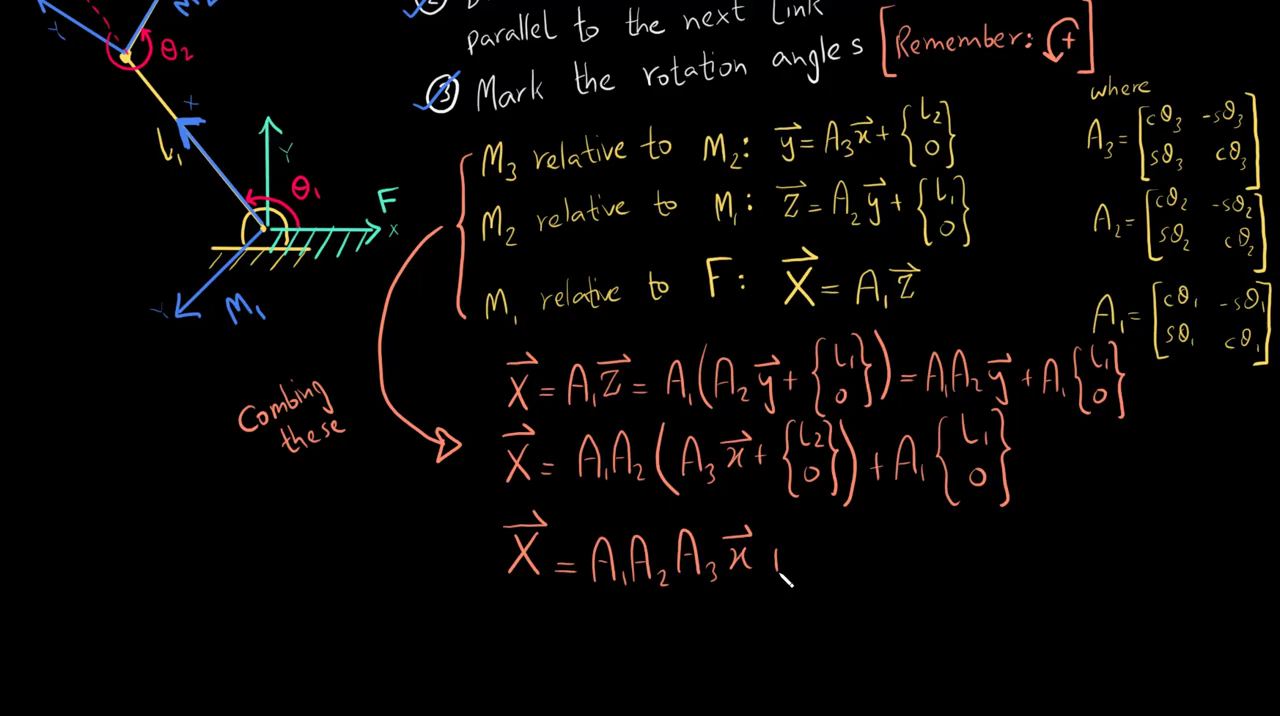 parallel to the next link
③ Mark the rotation angles [Remember: +]
M₃ relative to M₂: y⃗ = A₃x⃗ + {L₂ 0}
M₂ relative to M₁: z⃗ = A₂y⃗ + {L₁ 0}
M₁ relative to F: X⃗ = A₁z⃗
where
A₃ = [cθ₃ -sθ₃
sθ₃ cθ₃]
A₂ = [cθ₂ -sθ₂
sθ₂ cθ₂]
A₁ = [cθ₁ -sθ₁
sθ₁ cθ₁]
X⃗ = A₁z⃗ = A₁(A₂y⃗ + {L₁ 0}) = A₁A₂y⃗ + A₁{L₁ 0}
X⃗ = A₁A₂(A₃x⃗ + {L₂ 0}) + A₁{L₁ 0}
X⃗ = A₁A₂A₃x⃗
Combing
these
Y
θ₂
x
L₁
Y
θ₁
F
x
M₁